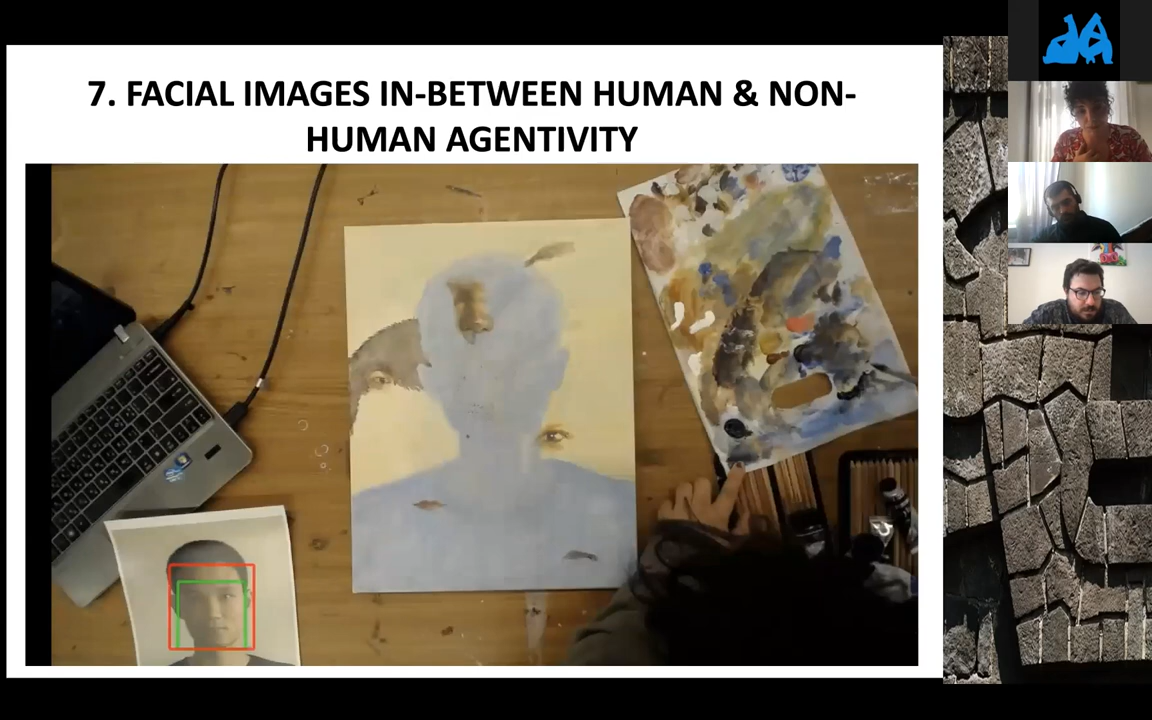 7. FACIAL IMAGES IN-BETWEEN HUMAN & NON-
HUMAN AGENTIVITY